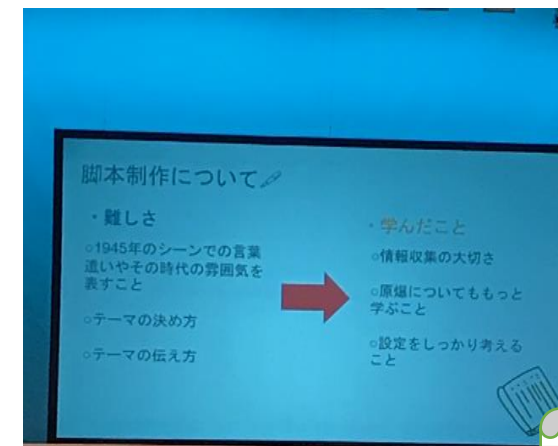 脚本制作について
・難しさ
○1945年のシーンでの言葉
遣いやその時代の雰囲気を
表すこと
○テーマの決め方
○テーマの伝え方
・学んだこと
○情報収集の大切さ
○原爆についてももっと
学ぶこと
○設定をしっかり考える
こと